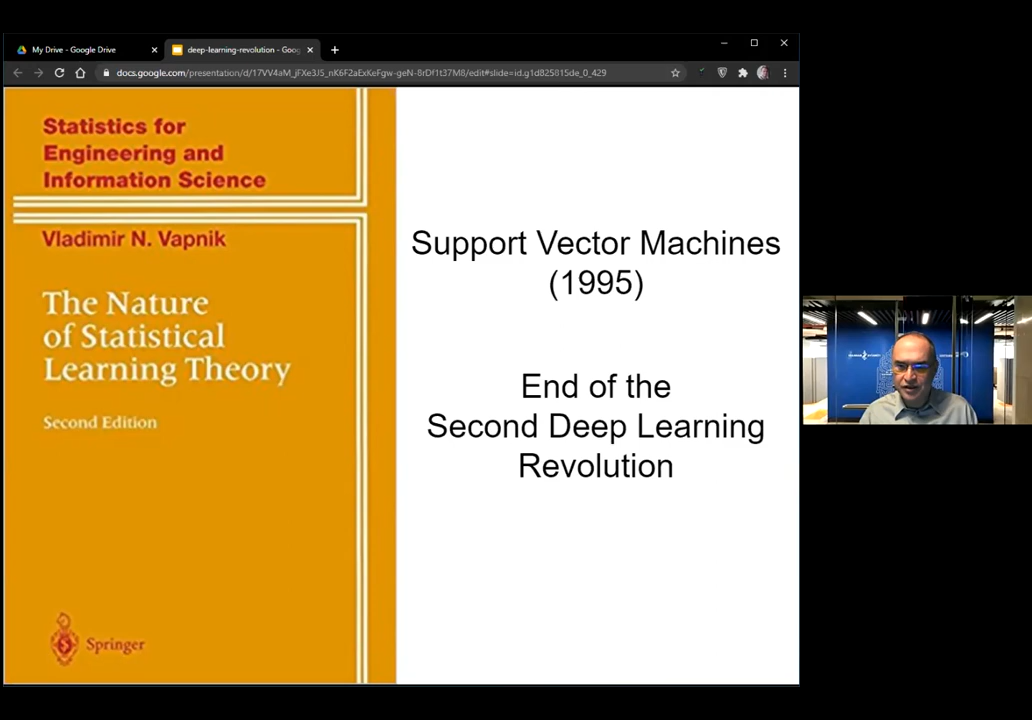 My Drive - Google Drive
deep-learning-revolution - Goog
docs.google.com/presentation/d/17VV4aM_jFXe3J5_nK6F2aExKeFgw-geN-8rDf1t37M8/edit#slide=id.g1d825815de_0_429
Statistics for
Engineering and
Information Science
Vladimir N. Vapnik
The Nature
of Statistical
Learning Theory
Second Edition
Springer
Support Vector Machines
(1995)
End of the
Second Deep Learning
Revolution